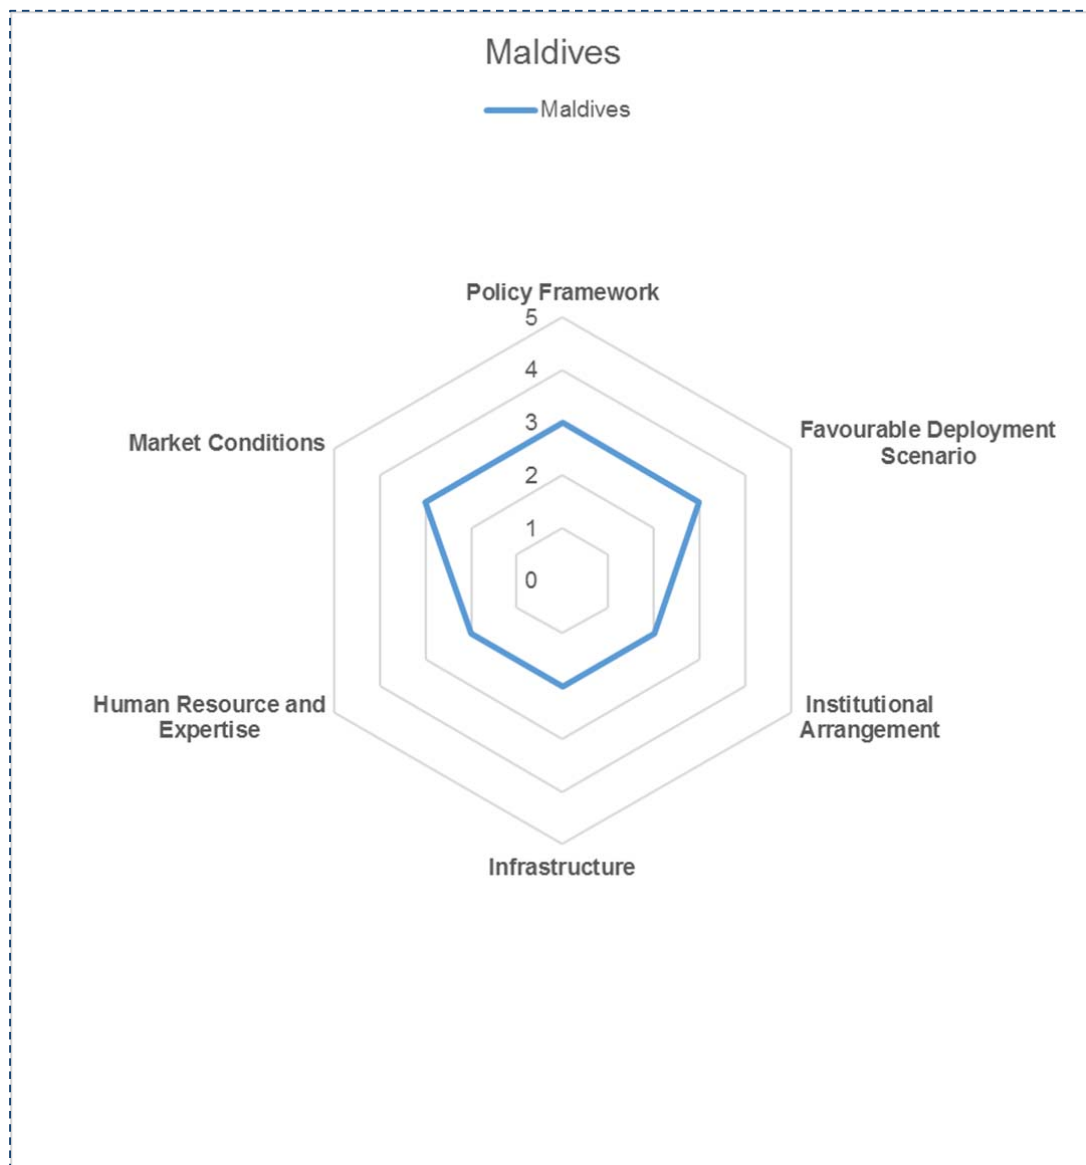 Maldives
Maldives
Policy Framework
5
4
3
2
1
0
Favourable Deployment
Scenario
Market Conditions
Human Resource and
Expertise
Institutional
Arrangement
Infrastructure